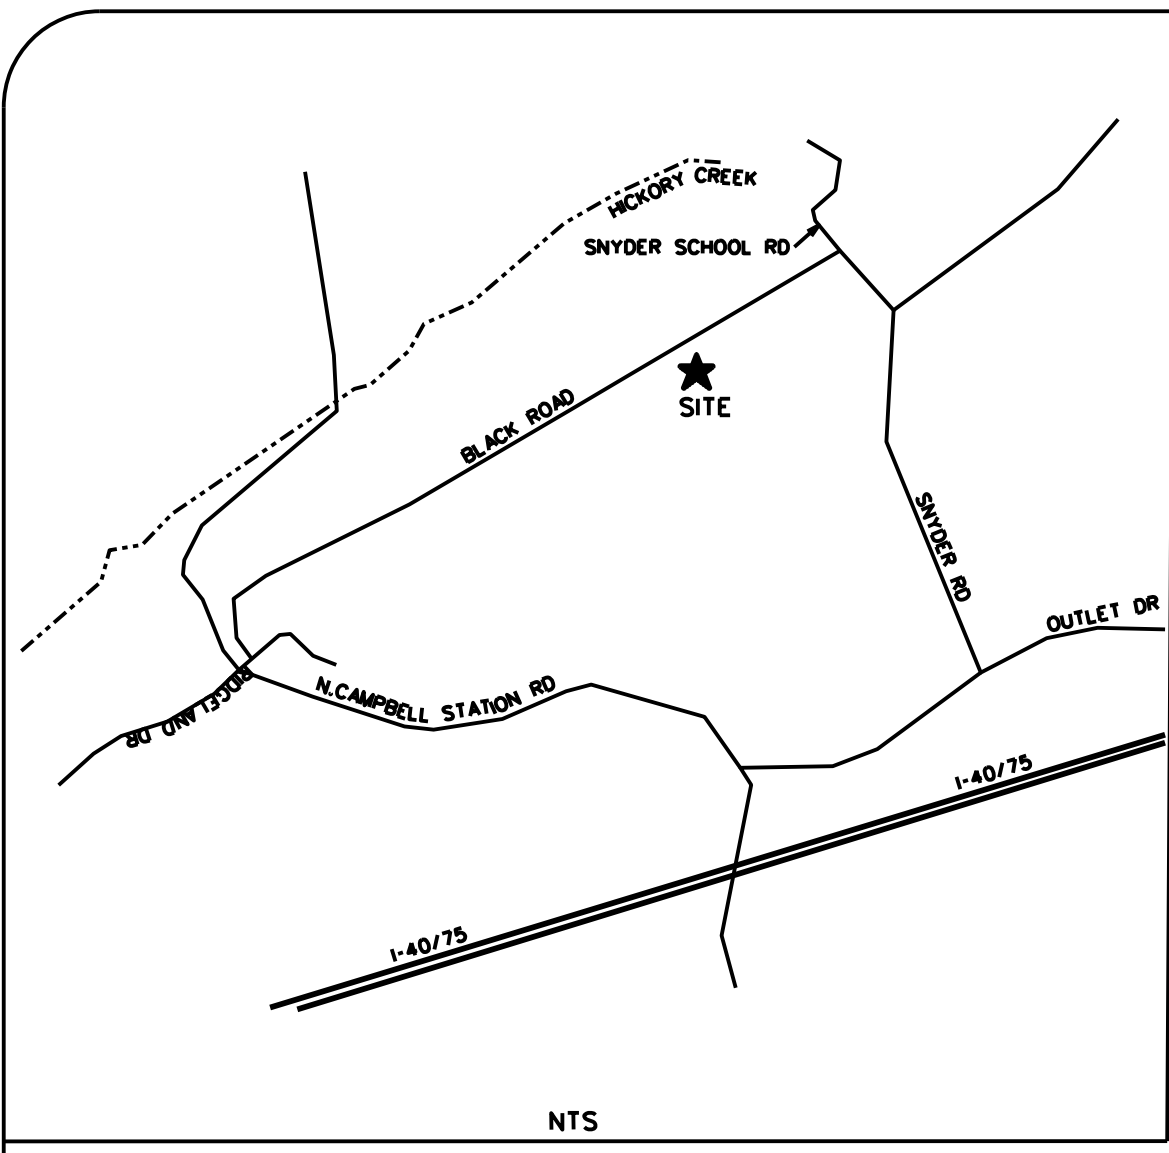 HICKORY CREEK
SNYDER SCHOOL RD
SITE
BLACK ROAD
SNYDER RD
OUTLET DR
RIDGELAND DR
N.CAMPBELL STATION RD
I-40/75
I-40/75
NTS